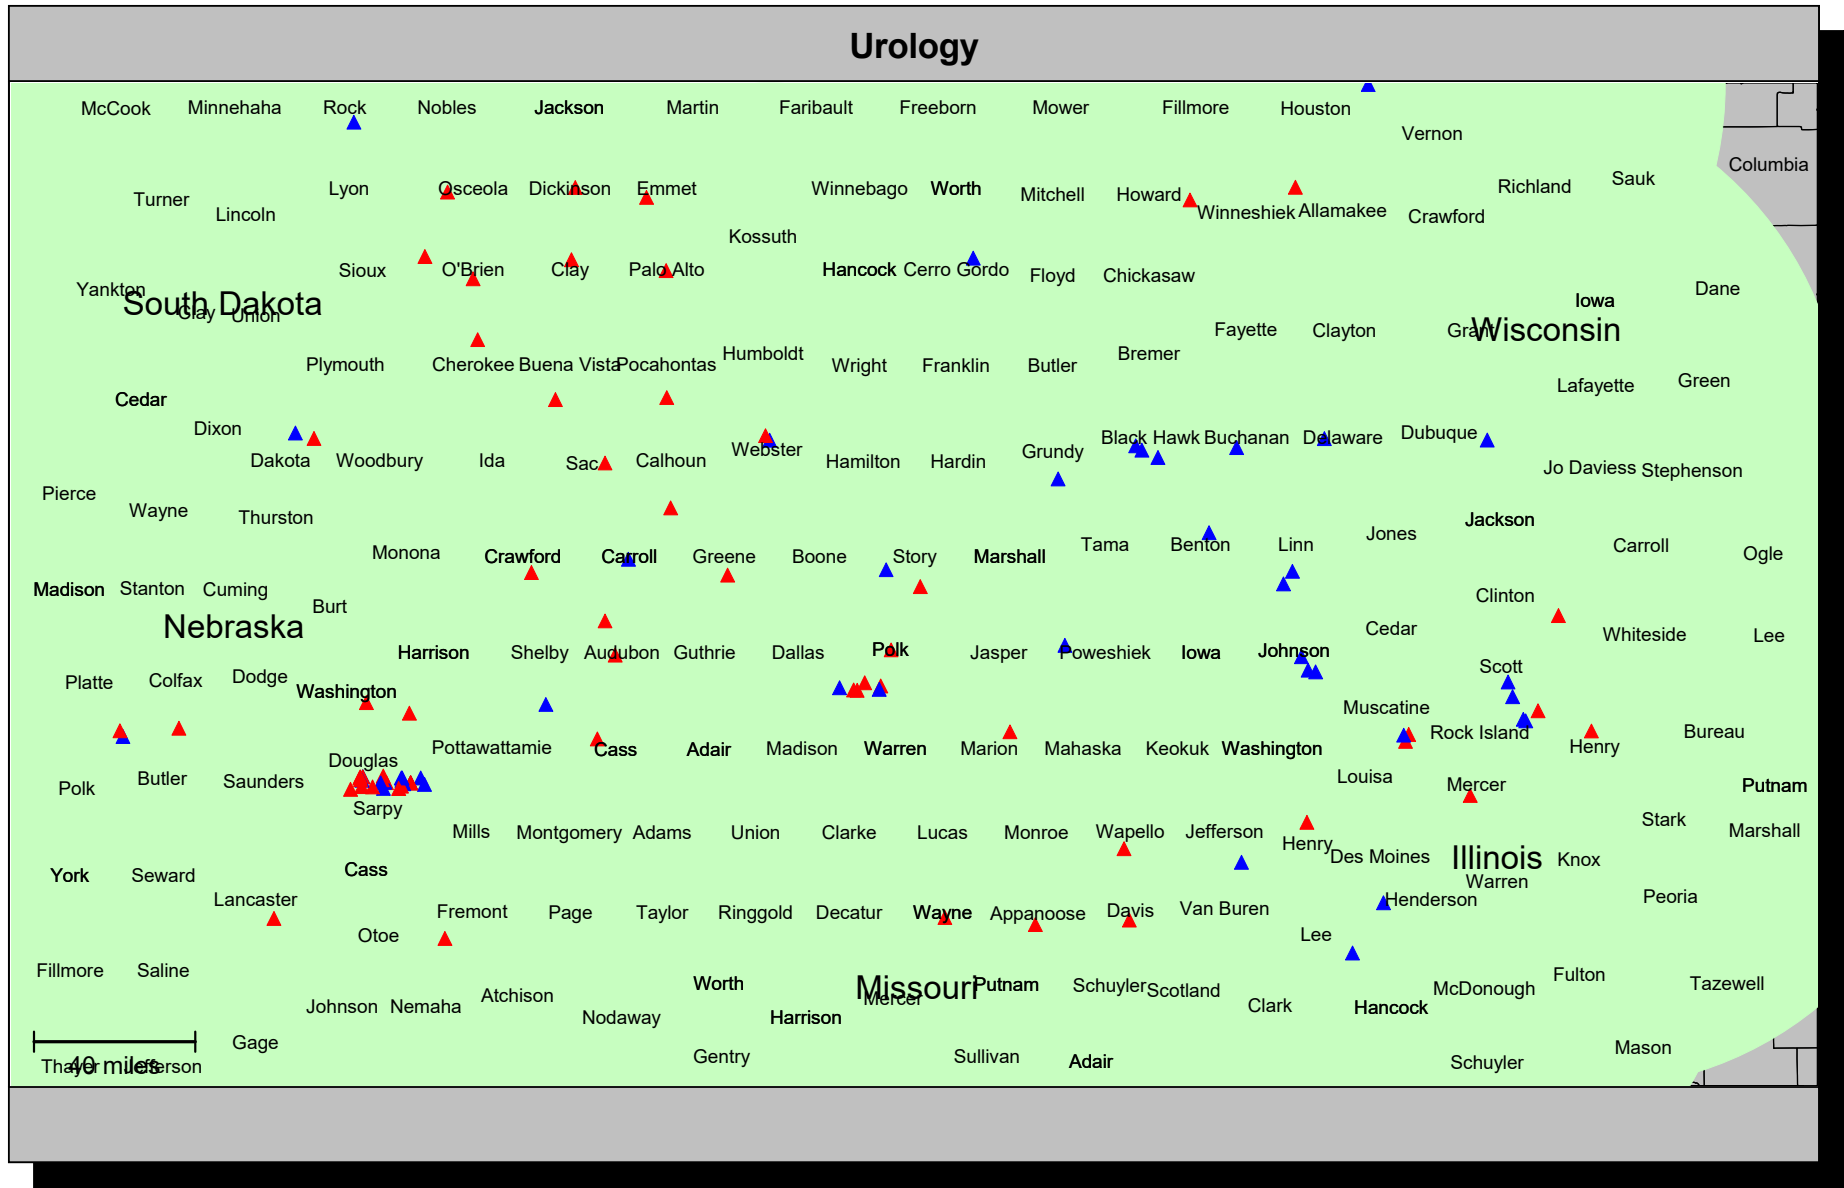 Urology
McCook Minnehaha Rock Nobles Jackson Martin Faribault Freeborn Mower Fillmore Houston
Vernon
Columbia
Turner Lincoln Lyon Osceola Dickinson Emmet Winnebago Worth Mitchell Howard Winneshiek Allamakee Crawford Richland Sauk
Kossuth
Yankton Sioux O'Brien Clay Palo Alto Hancock Cerro Gordo Floyd Chickasaw Iowa Dane
South Dakota
Clay Union
Fayette Clayton Grant Wisconsin
Plymouth Cherokee Buena Vista Pocahontas Humboldt Wright Franklin Butler Bremer
Lafayette Green
Cedar
Dixon Webster Black Hawk Buchanan Delaware Dubuque
Dakota Woodbury Ida Sac Calhoun Hamilton Hardin Grundy Jo Daviess Stephenson
Pierce Wayne Thurston
Jackson
Monona Crawford Carroll Greene Boone Story Marshall Tama Benton Linn Jones Carroll Ogle
Madison Stanton Cuming Burt Clinton
Nebraska
Cedar Whiteside Lee
Harrison Shelby Audubon Guthrie Dallas Polk Jasper Poweshiek Iowa Johnson
Scott
Platte Colfax Dodge Washington
Muscatine
Douglas Pottawattamie Cass Adair Madison Warren Marion Mahaska Keokuk Washington Rock Island Henry Bureau
Polk Butler Saunders Louisa Mercer Putnam
Sarpy
Mills Montgomery Adams Union Clarke Lucas Monroe Wapello Jefferson Henry Stark Marshall
Des Moines Illinois Knox
York Seward Cass Warren
Lancaster Henderson Peoria
Fremont Page Taylor Ringgold Decatur Wayne Appanoose Davis Van Buren
Otoe Lee
Fillmore Saline Fulton
Worth Missouri Putnam Schuyler Scotland McDonough Tazewell
Mercer
Johnson Nemaha Atchison Nodaway Harrison Clark Hancock
Gage Gentry Sullivan Adair Schuyler Mason
Thayer Jefferson
40 miles